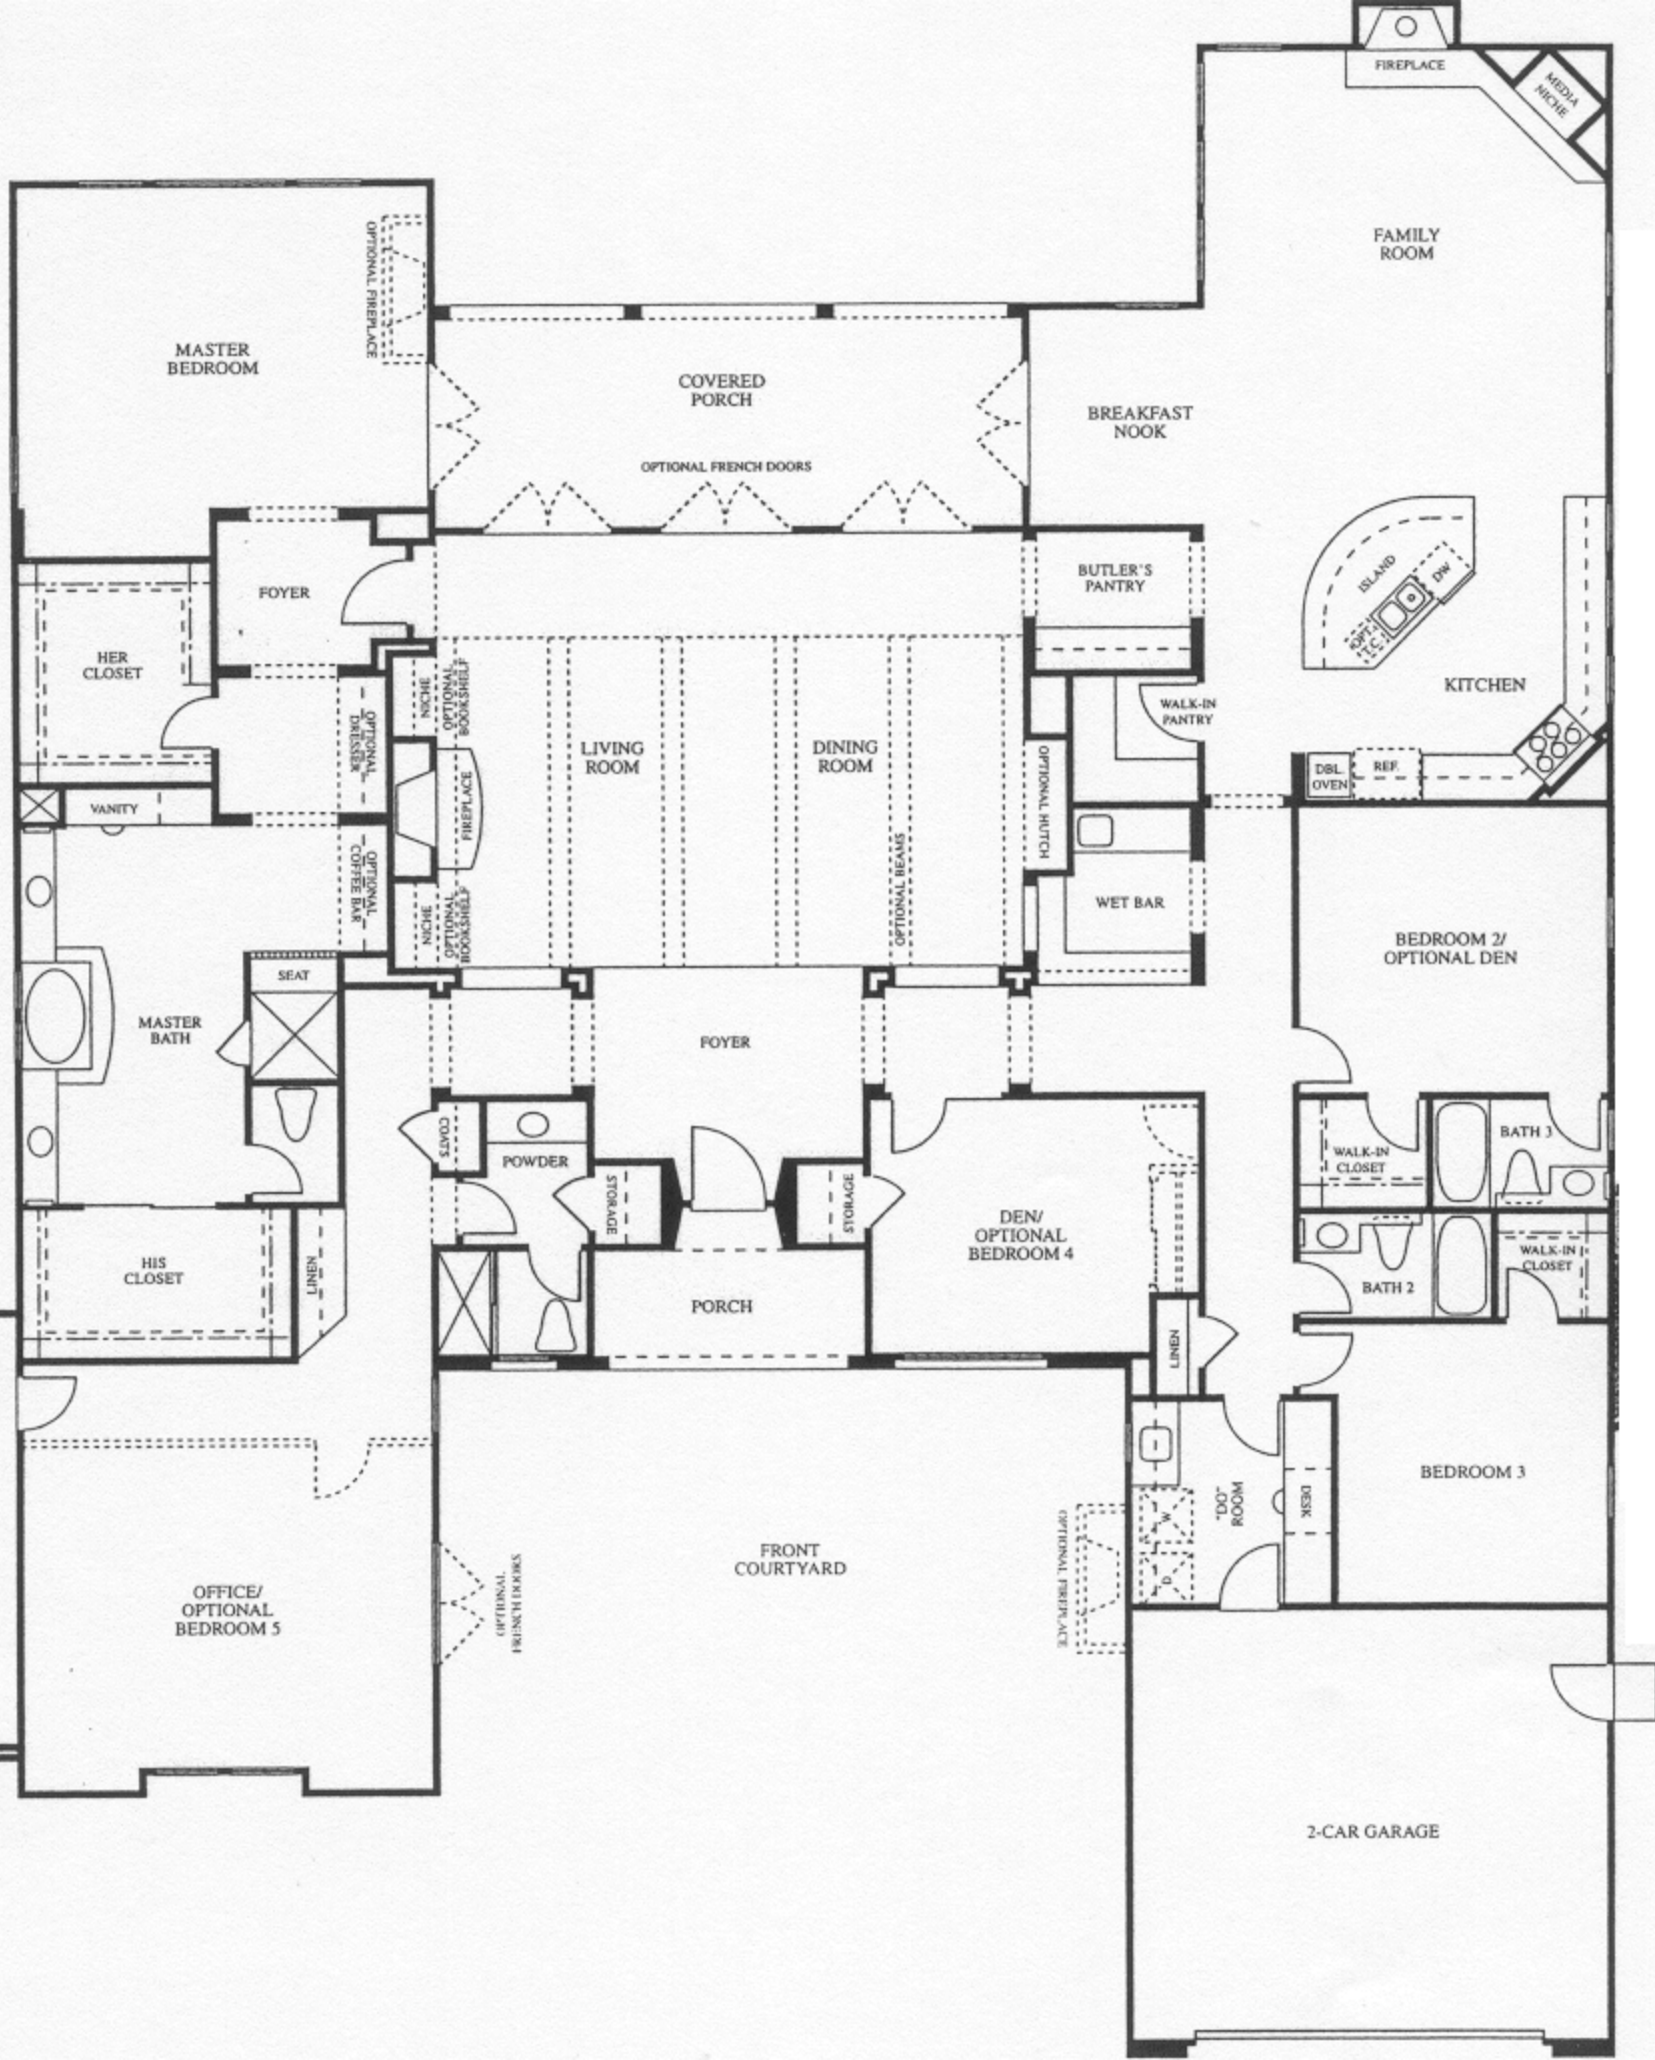 FIREPLACE
MEDIA
NICHE
FAMILY
ROOM
OPTIONAL FIREPLACE
MASTER
BEDROOM
COVERED
PORCH
BREAKFAST
NOOK
OPTIONAL FRENCH DOORS
BUTLER'S
PANTRY
ISLAND
DW
OPT.
T.C.
FOYER
HER
CLOSET
KITCHEN
NICHE
OPTIONAL
BOOKSHELF
WALK-IN
PANTRY
OPTIONAL
DRESSER
LIVING
ROOM
DINING
ROOM
DBL.
OVEN
REF.
VANITY
FIREPLACE
OPTIONAL HUTCH
OPTIONAL
COFFEE BAR
NICHE
OPTIONAL
BOOKSHELF
OPTIONAL BEAMS
WET BAR
BEDROOM 2/
OPTIONAL DEN
SEAT
MASTER
BATH
FOYER
COATS
POWDER
BATH 3
WALK-IN
CLOSET
STORAGE
STORAGE
DEN/
OPTIONAL
BEDROOM 4
HIS
CLOSET
LINEN
PORCH
BATH 2
WALK-IN
CLOSET
LINEN
BEDROOM 3
W
D
"DO"
ROOM
DESK
OFFICE/
OPTIONAL
BEDROOM 5
OPTIONAL
FRENCH DOORS
FRONT
COURTYARD
OPTIONAL FIREPLACE
2-CAR GARAGE